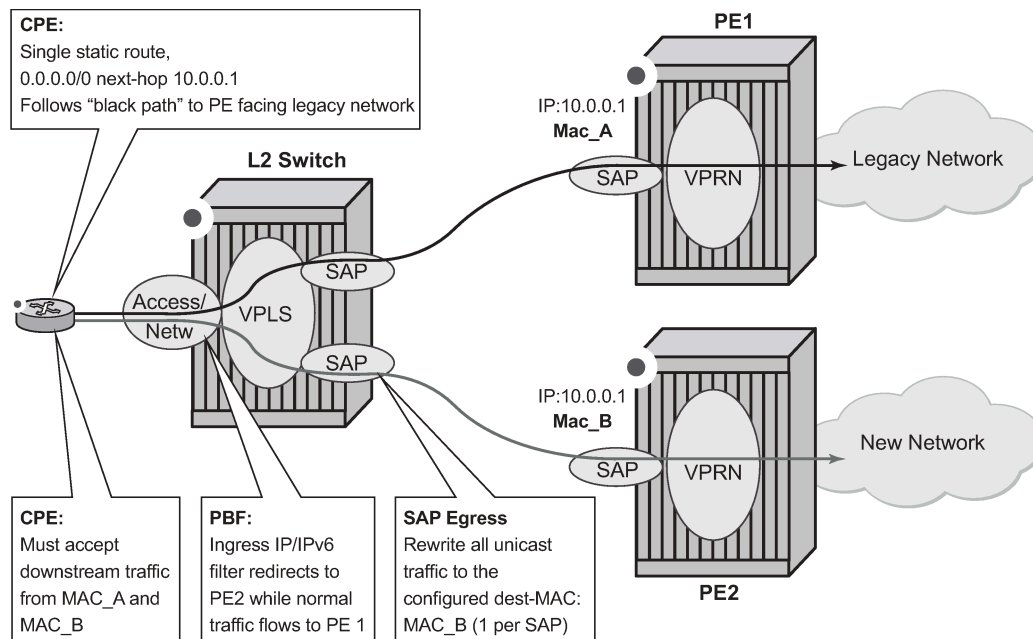 CPE:
Single static route,
0.0.0.0/0 next-hop 10.0.0.1
Follows “black path” to PE facing legacy network
PE1
IP:10.0.0.1
Mac_A
SAP
VPRN
Legacy Network
L2 Switch
Access/
Netw
VPLS
SAP
SAP
IP:10.0.0.1
Mac_B
SAP
VPRN
New Network
PE2
CPE:
Must accept
downstream traffic
from MAC_A and
MAC_B
PBF:
Ingress IP/IPv6
filter redirects to
PE2 while normal
traffic flows to PE 1
SAP Egress
Rewrite all unicast
traffic to the
configured dest-MAC:
MAC_B (1 per SAP)